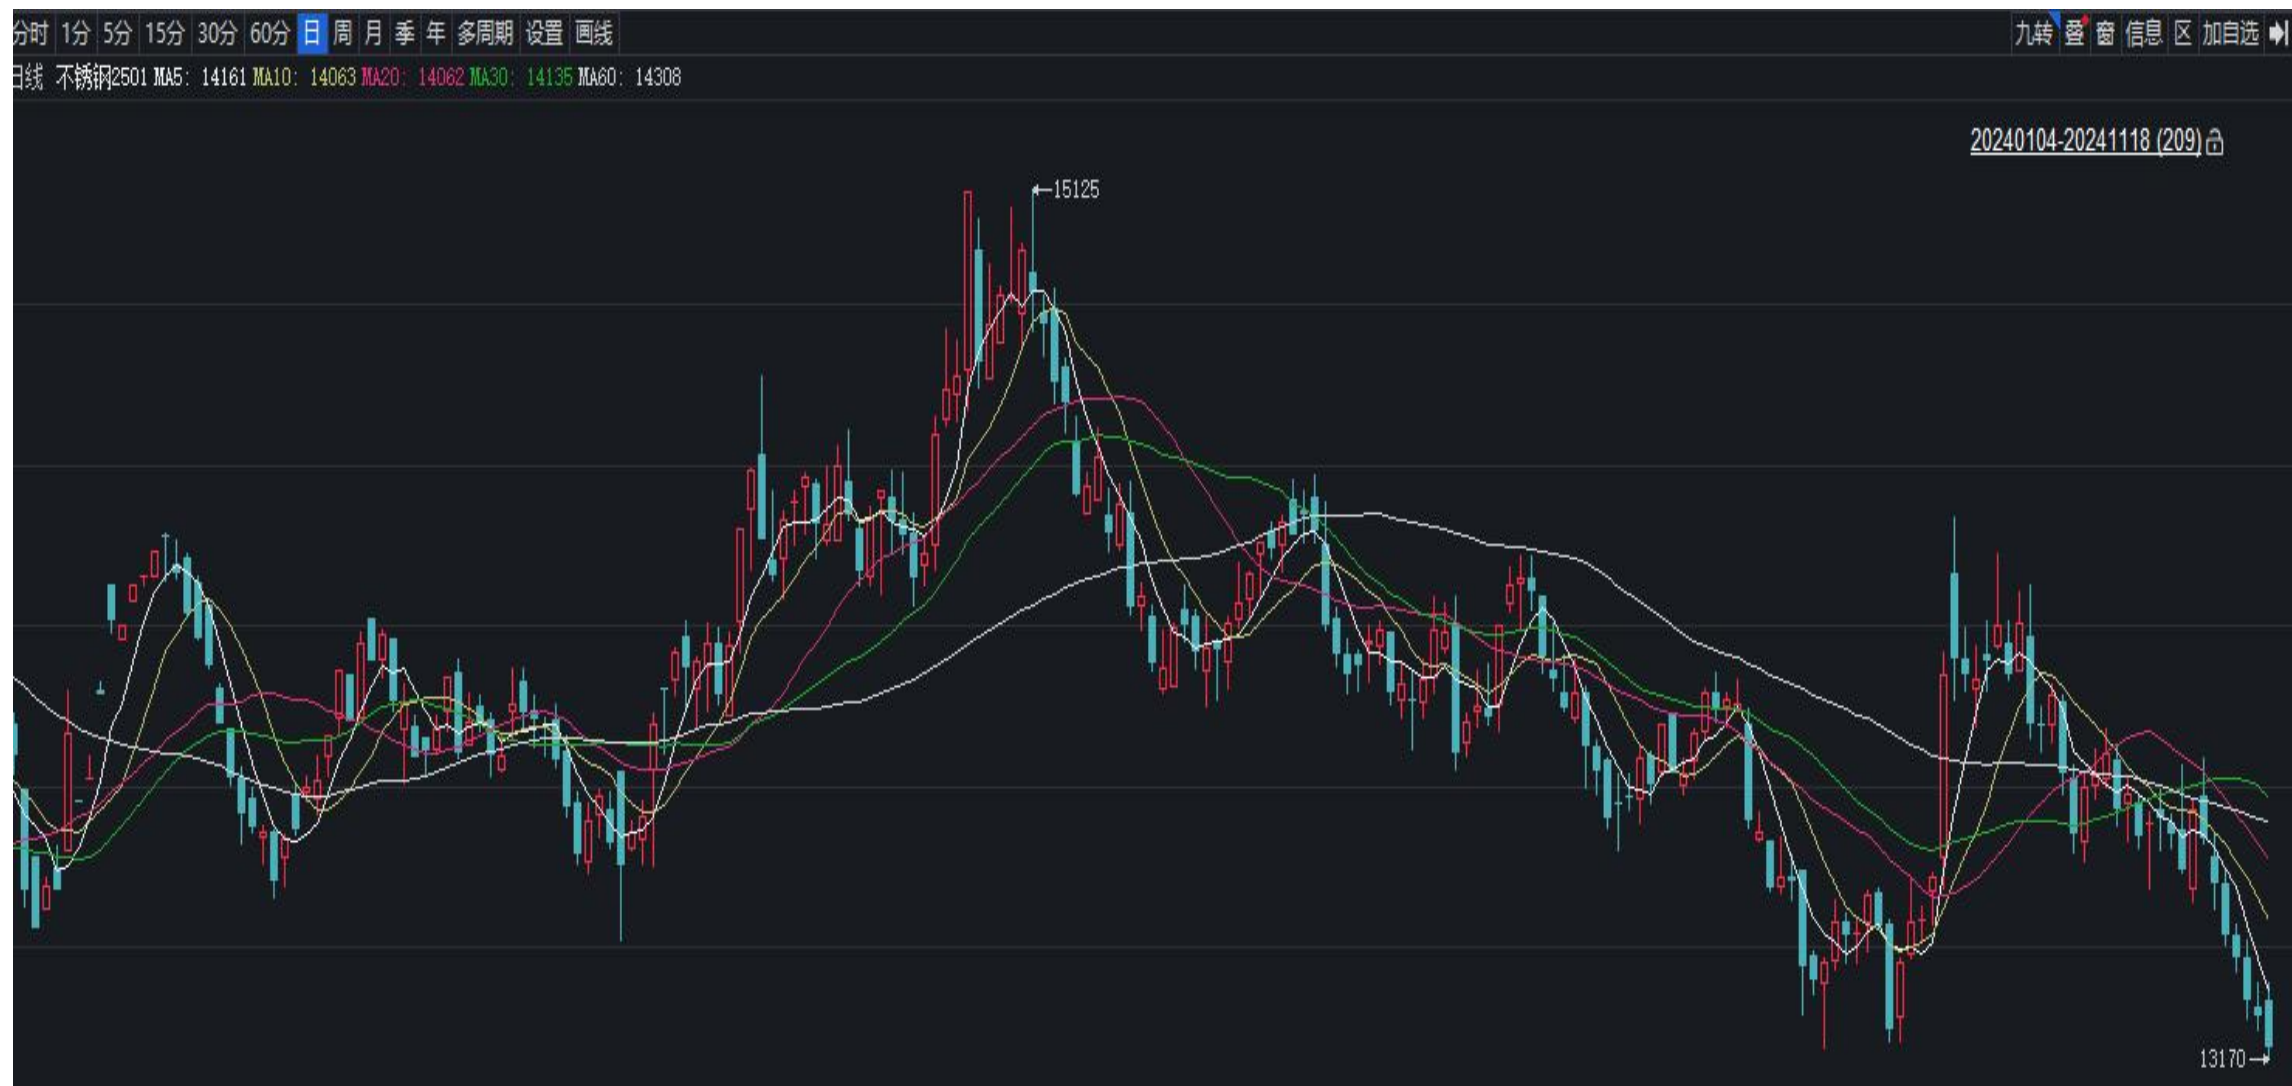 分时 1分 5分 15分 30分 60分 日 周 月 季 年 多周期 设置 画线 九转 叠 窗 信息 区 加自选
日线 不锈钢2501 MA5: 14161 MA10: 14063 MA20: 14062 MA30: 14135 MA60: 14308
20240104-20241118 (209)
15125
13170